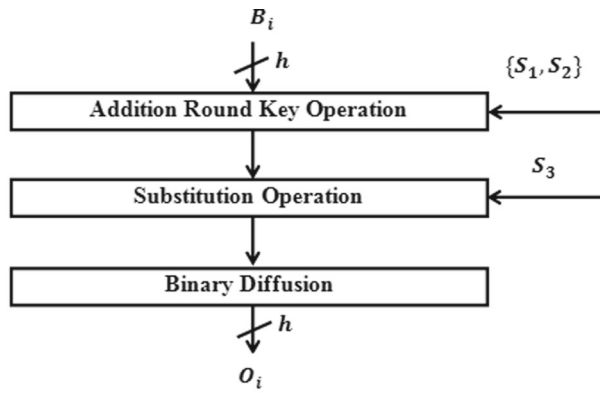 B_i
h
{S_1, S_2}
Addition Round Key Operation
S_3
Substitution Operation
Binary Diffusion
h
O_i